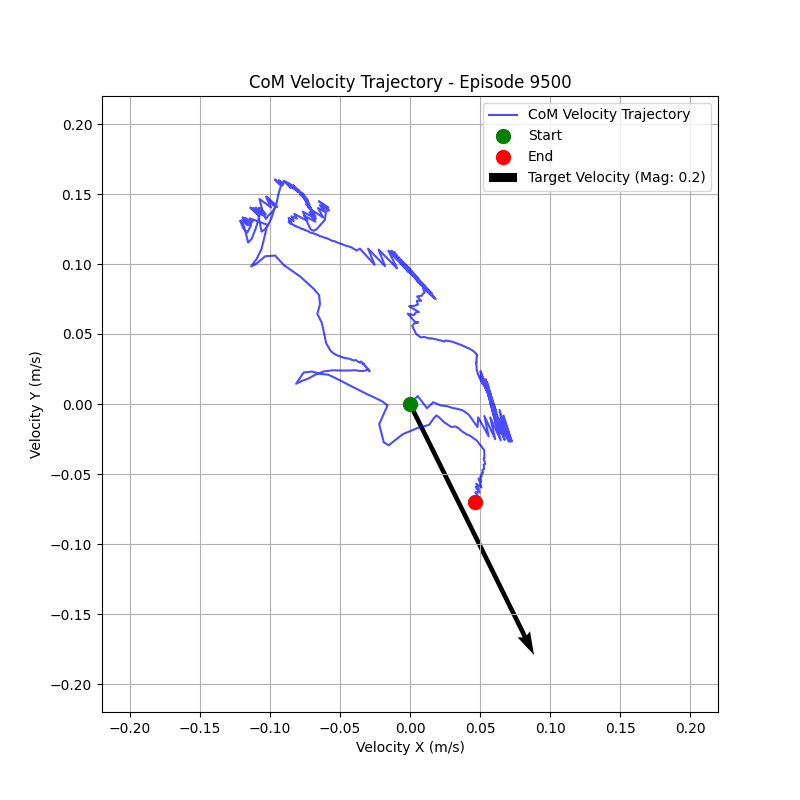 CoM Velocity Trajectory - Episode 9500
CoM Velocity Trajectory
Start
End
Target Velocity (Mag: 0.2)
0.20
0.15
0.10
0.05
0.00
−0.05
−0.10
−0.15
−0.20
Velocity Y (m/s)
−0.20 −0.15 −0.10 −0.05 0.00 0.05 0.10 0.15 0.20
Velocity X (m/s)